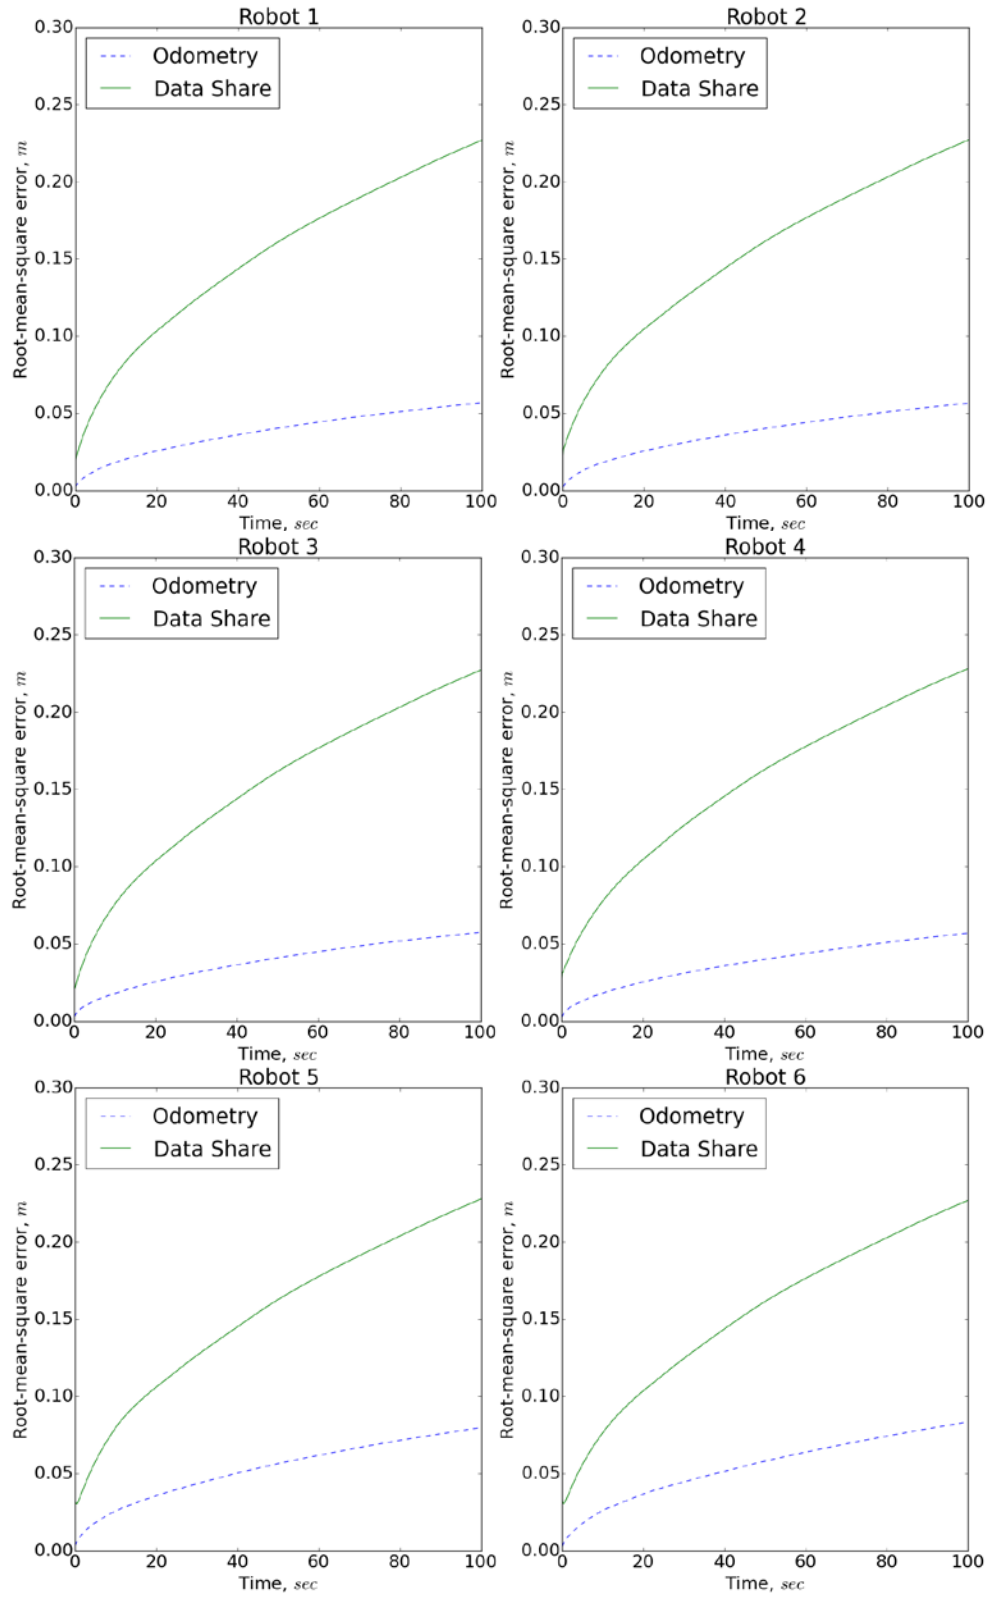 Robot 1
0.30
0.25
0.20
0.15
0.10
0.05
0.00
Root-mean-square error, m
Odometry
Data Share
0 20 40 60 80 100
Time, sec
Robot 2
0.30
0.25
0.20
0.15
0.10
0.05
0.00
Root-mean-square error, m
Odometry
Data Share
0 20 40 60 80 100
Time, sec
Robot 3
0.30
0.25
0.20
0.15
0.10
0.05
0.00
Root-mean-square error, m
Odometry
Data Share
0 20 40 60 80 100
Time, sec
Robot 4
0.30
0.25
0.20
0.15
0.10
0.05
0.00
Root-mean-square error, m
Odometry
Data Share
0 20 40 60 80 100
Time, sec
Robot 5
0.30
0.25
0.20
0.15
0.10
0.05
0.00
Root-mean-square error, m
Odometry
Data Share
0 20 40 60 80 100
Time, sec
Robot 6
0.30
0.25
0.20
0.15
0.10
0.05
0.00
Root-mean-square error, m
Odometry
Data Share
0 20 40 60 80 100
Time, sec